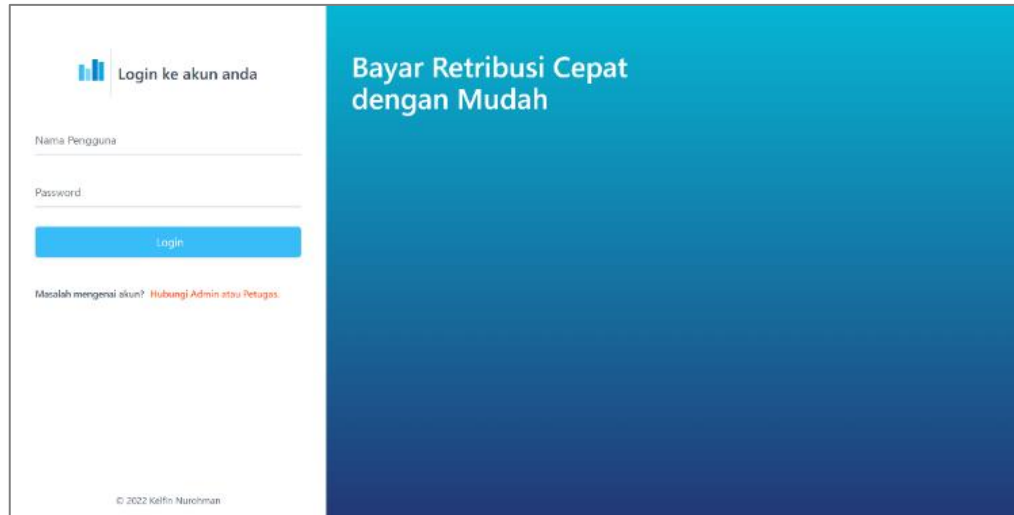 Login ke akun anda
Nama Pengguna
Password
Login
Masalah mengenai akun? Hubungi Admin atau Petugas.
© 2022 Kelfin Nurohman
Bayar Retribusi Cepat
dengan Mudah